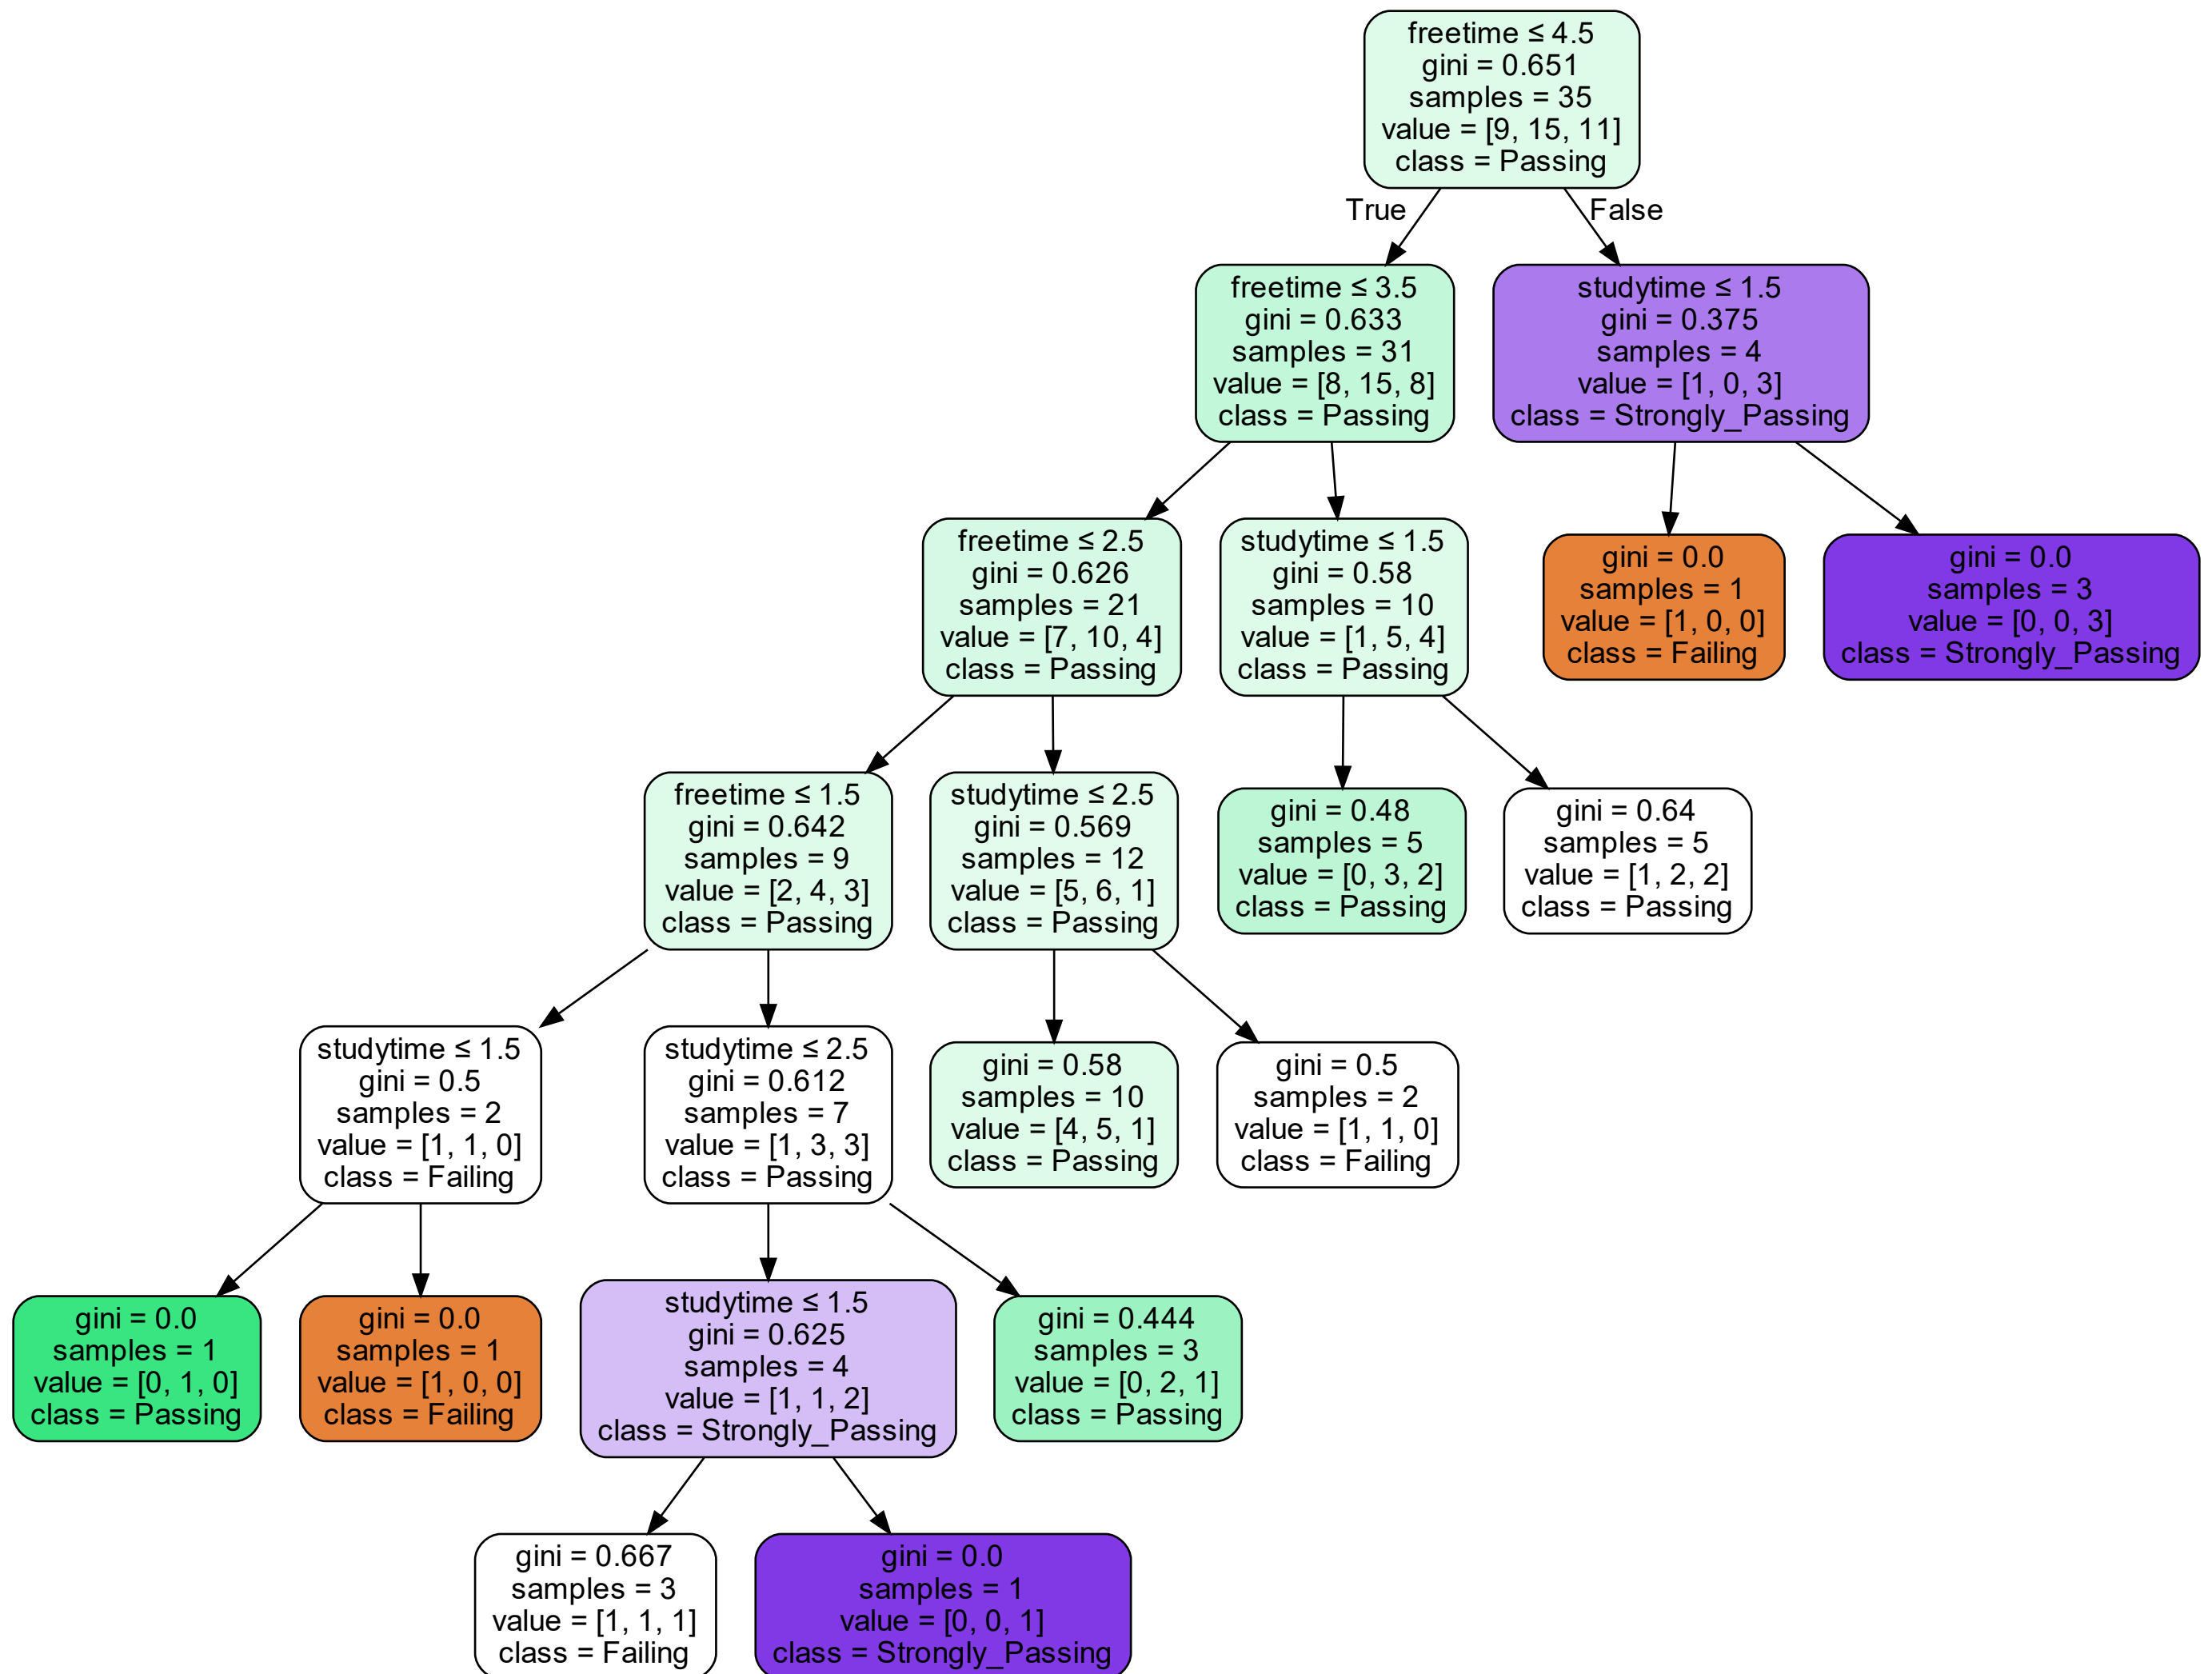 freetime ≤ 4.5
gini = 0.651
samples = 35
value = [9, 15, 11]
class = Passing
True
False
freetime ≤ 3.5
gini = 0.633
samples = 31
value = [8, 15, 8]
class = Passing
studytime ≤ 1.5
gini = 0.375
samples = 4
value = [1, 0, 3]
class = Strongly_Passing
freetime ≤ 2.5
gini = 0.626
samples = 21
value = [7, 10, 4]
class = Passing
studytime ≤ 1.5
gini = 0.58
samples = 10
value = [1, 5, 4]
class = Passing
gini = 0.0
samples = 1
value = [1, 0, 0]
class = Failing
gini = 0.0
samples = 3
value = [0, 0, 3]
class = Strongly_Passing
freetime ≤ 1.5
gini = 0.642
samples = 9
value = [2, 4, 3]
class = Passing
studytime ≤ 2.5
gini = 0.569
samples = 12
value = [5, 6, 1]
class = Passing
gini = 0.48
samples = 5
value = [0, 3, 2]
class = Passing
gini = 0.64
samples = 5
value = [1, 2, 2]
class = Passing
studytime ≤ 1.5
gini = 0.5
samples = 2
value = [1, 1, 0]
class = Failing
studytime ≤ 2.5
gini = 0.612
samples = 7
value = [1, 3, 3]
class = Passing
gini = 0.58
samples = 10
value = [4, 5, 1]
class = Passing
gini = 0.5
samples = 2
value = [1, 1, 0]
class = Failing
gini = 0.0
samples = 1
value = [0, 1, 0]
class = Passing
gini = 0.0
samples = 1
value = [1, 0, 0]
class = Failing
studytime ≤ 1.5
gini = 0.625
samples = 4
value = [1, 1, 2]
class = Strongly_Passing
gini = 0.444
samples = 3
value = [0, 2, 1]
class = Passing
gini = 0.667
samples = 3
value = [1, 1, 1]
class = Failing
gini = 0.0
samples = 1
value = [0, 0, 1]
class = Strongly_Passing